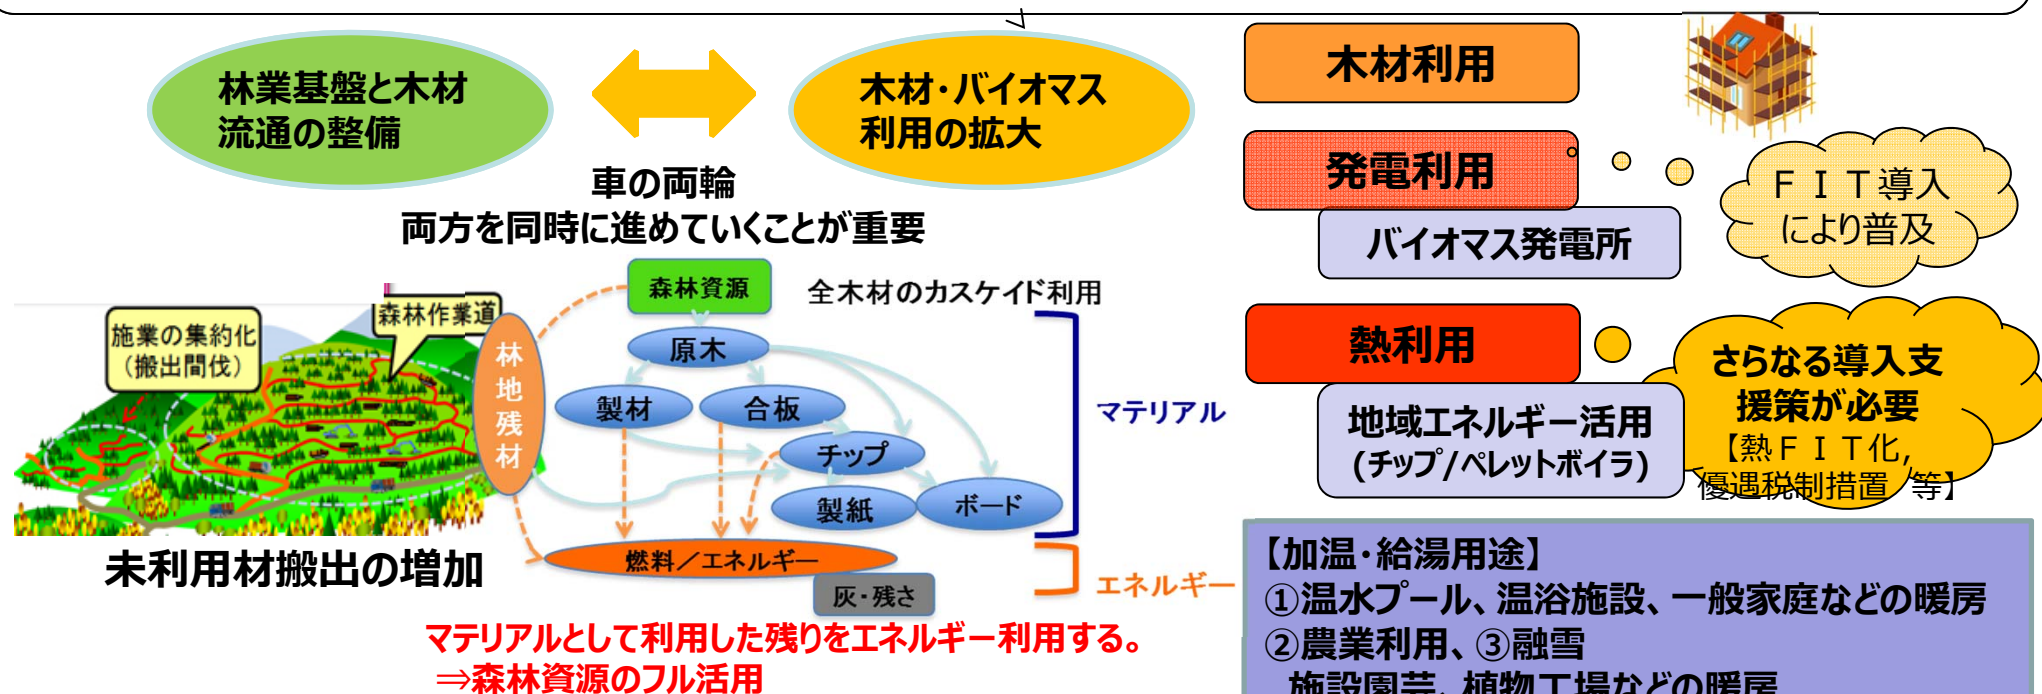 林業基盤と木材
流通の整備
木材・バイオマス
利用の拡大
車の両輪
両方を同時に進めていくことが重要
施業の集約化
（搬出間伐）
森林作業道
未利用材搬出の増加
林地残材
森林資源
全木材のカスケイド利用
原木
製材
合板
チップ
製紙
ボード
燃料／エネルギー
灰・残さ
マテリアル
エネルギー
マテリアルとして利用した残りをエネルギー利用する。
⇒森林資源のフル活用
木材利用
発電利用
バイオマス発電所
ＦＩＴ導入
により普及
熱利用
地域エネルギー活用
(チップ/ペレットボイラ)
さらなる導入支
援策が必要
【熱ＦＩＴ化,
優遇税制措置 等】
【加温・給湯用途】
①温水プール、温浴施設、一般家庭などの暖房
②農業利用、③融雪
施設園芸、植物工場などの暖房